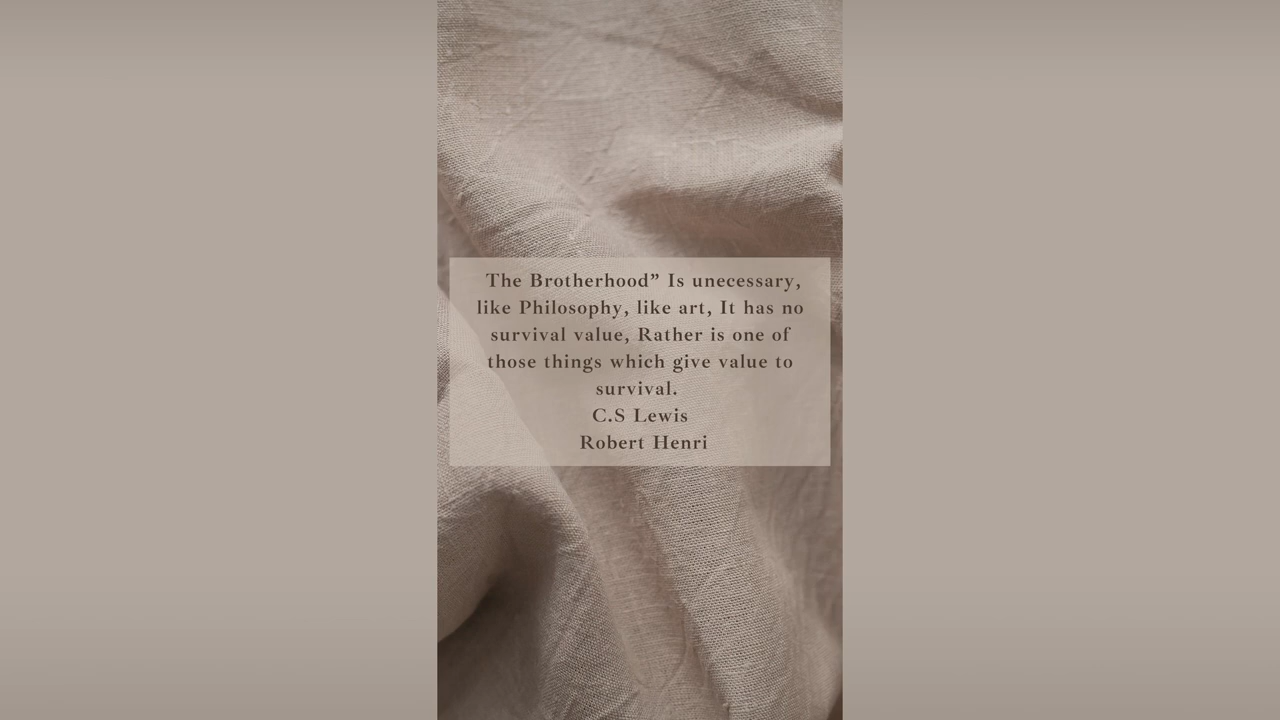 The Brotherhood” Is unecessary,
like Philosophy, like art, It has no
survival value, Rather is one of
those things which give value to
survival.
C.S Lewis
Robert Henri